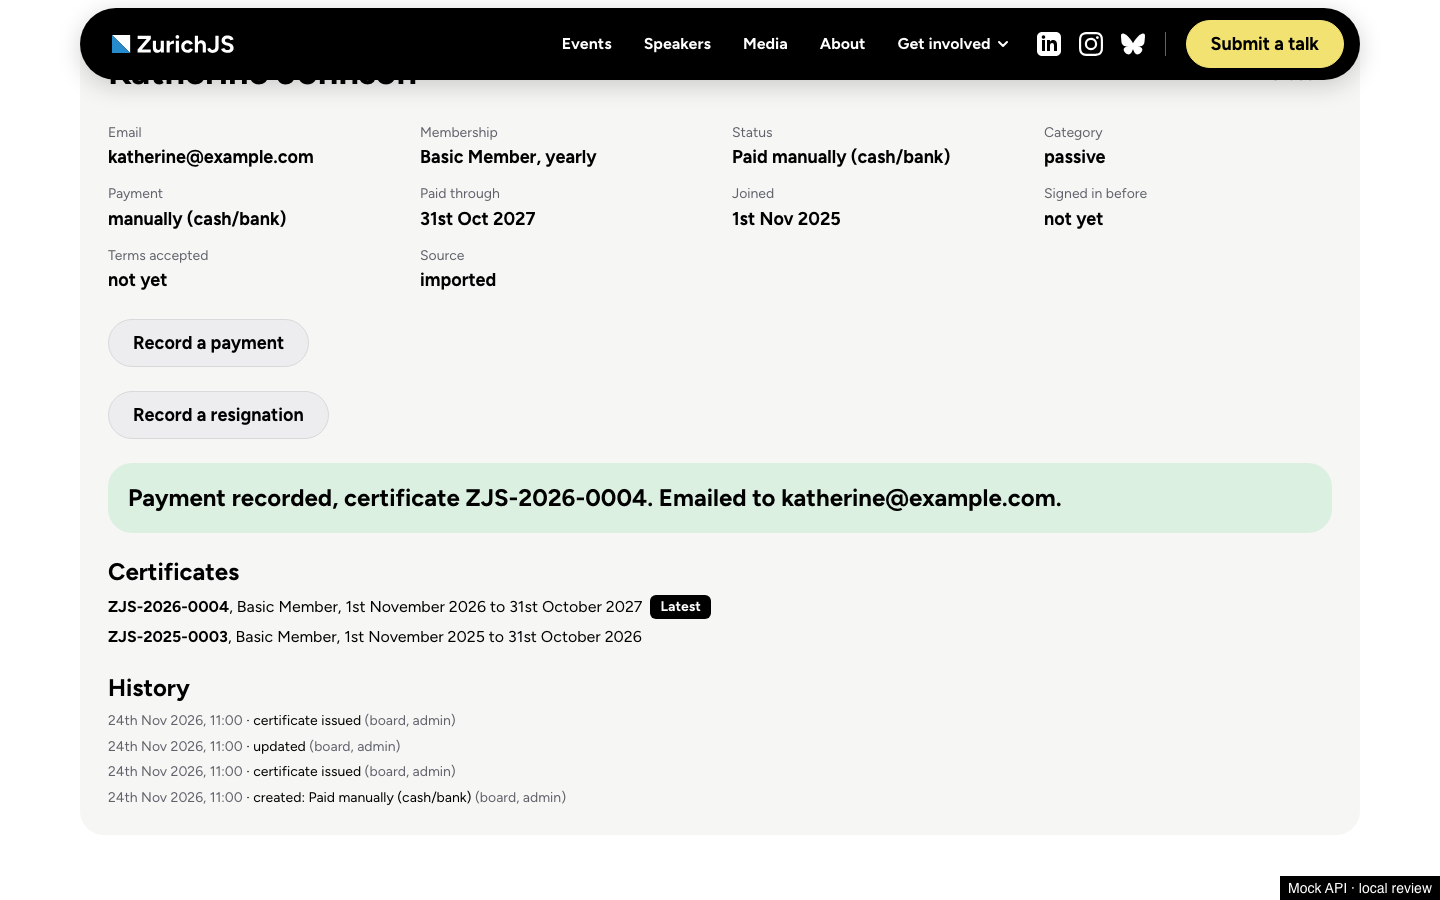 ZurichJS
Events
Speakers
Media
About
Get involved
Submit a talk
Katherine Johnson
Email
katherine@example.com
Membership
Basic Member, yearly
Status
Paid manually (cash/bank)
Category
passive
Payment
manually (cash/bank)
Paid through
31st Oct 2027
Joined
1st Nov 2025
Signed in before
not yet
Terms accepted
not yet
Source
imported
Record a payment
Record a resignation
Payment recorded, certificate ZJS-2026-0004. Emailed to katherine@example.com.
Certificates
ZJS-2026-0004, Basic Member, 1st November 2026 to 31st October 2027 Latest
ZJS-2025-0003, Basic Member, 1st November 2025 to 31st October 2026
History
24th Nov 2026, 11:00 · certificate issued (board, admin)
24th Nov 2026, 11:00 · updated (board, admin)
24th Nov 2026, 11:00 · certificate issued (board, admin)
24th Nov 2026, 11:00 · created: Paid manually (cash/bank) (board, admin)
Mock API · local review